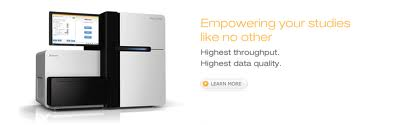 Empowering your studies
like no other
Highest throughput.
Highest data quality.
LEARN MORE